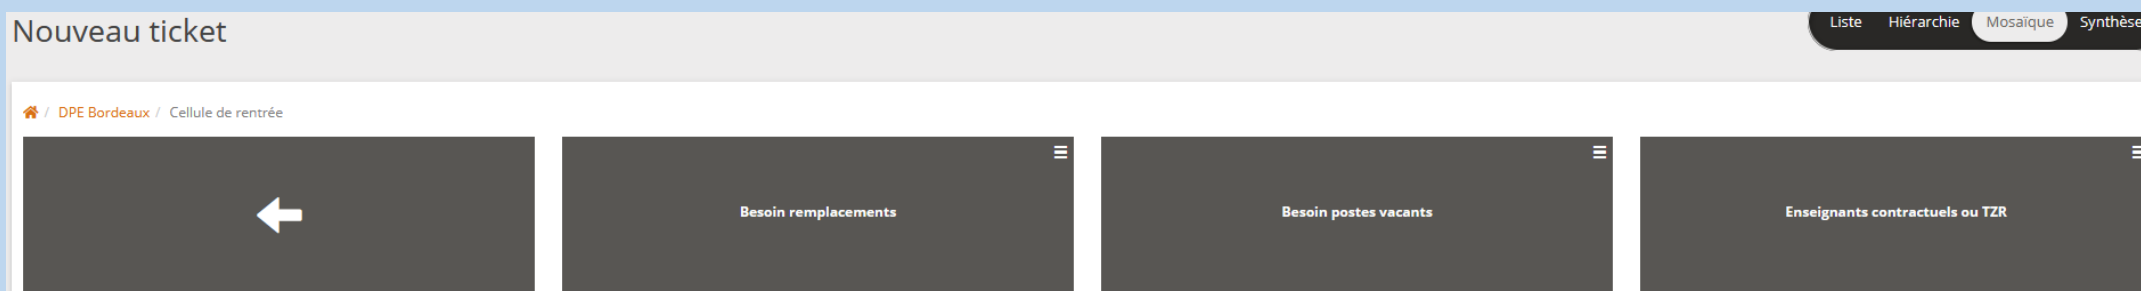 Nouveau ticket
Liste Hiérarchie Mosaïque Synthèse
/ DPE Bordeaux / Cellule de rentrée
Besoin remplacements
Besoin postes vacants
Enseignants contractuels ou TZR